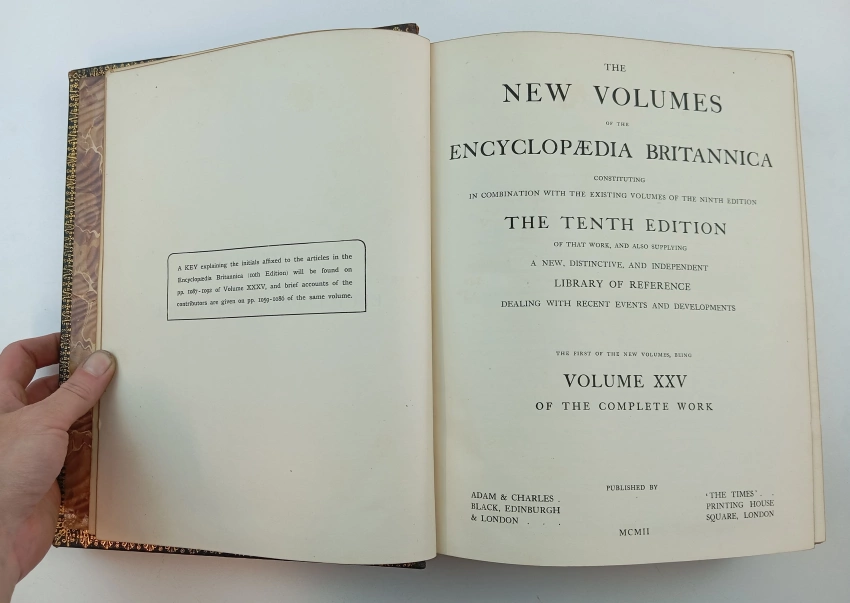 A KEY explaining the initials affixed to the articles in the
Encyclopædia Britannica (10th Edition) will be found on
pp. 1087-1092 of Volume XXXV, and brief accounts of the
contributors are given on pp. 1059-1086 of the same volume.
THE
NEW VOLUMES
OF THE
ENCYCLOPÆDIA BRITANNICA
CONSTITUTING
IN COMBINATION WITH THE EXISTING VOLUMES OF THE NINTH EDITION
THE TENTH EDITION
OF THAT WORK, AND ALSO SUPPLYING
A NEW, DISTINCTIVE, AND INDEPENDENT
LIBRARY OF REFERENCE
DEALING WITH RECENT EVENTS AND DEVELOPMENTS
THE FIRST OF THE NEW VOLUMES, BEING
VOLUME XXV
OF THE COMPLETE WORK
PUBLISHED BY
ADAM & CHARLES .
BLACK, EDINBURGH
& LONDON . . .
'THE TIMES' . .
PRINTING HOUSE
SQUARE, LONDON
MCMII